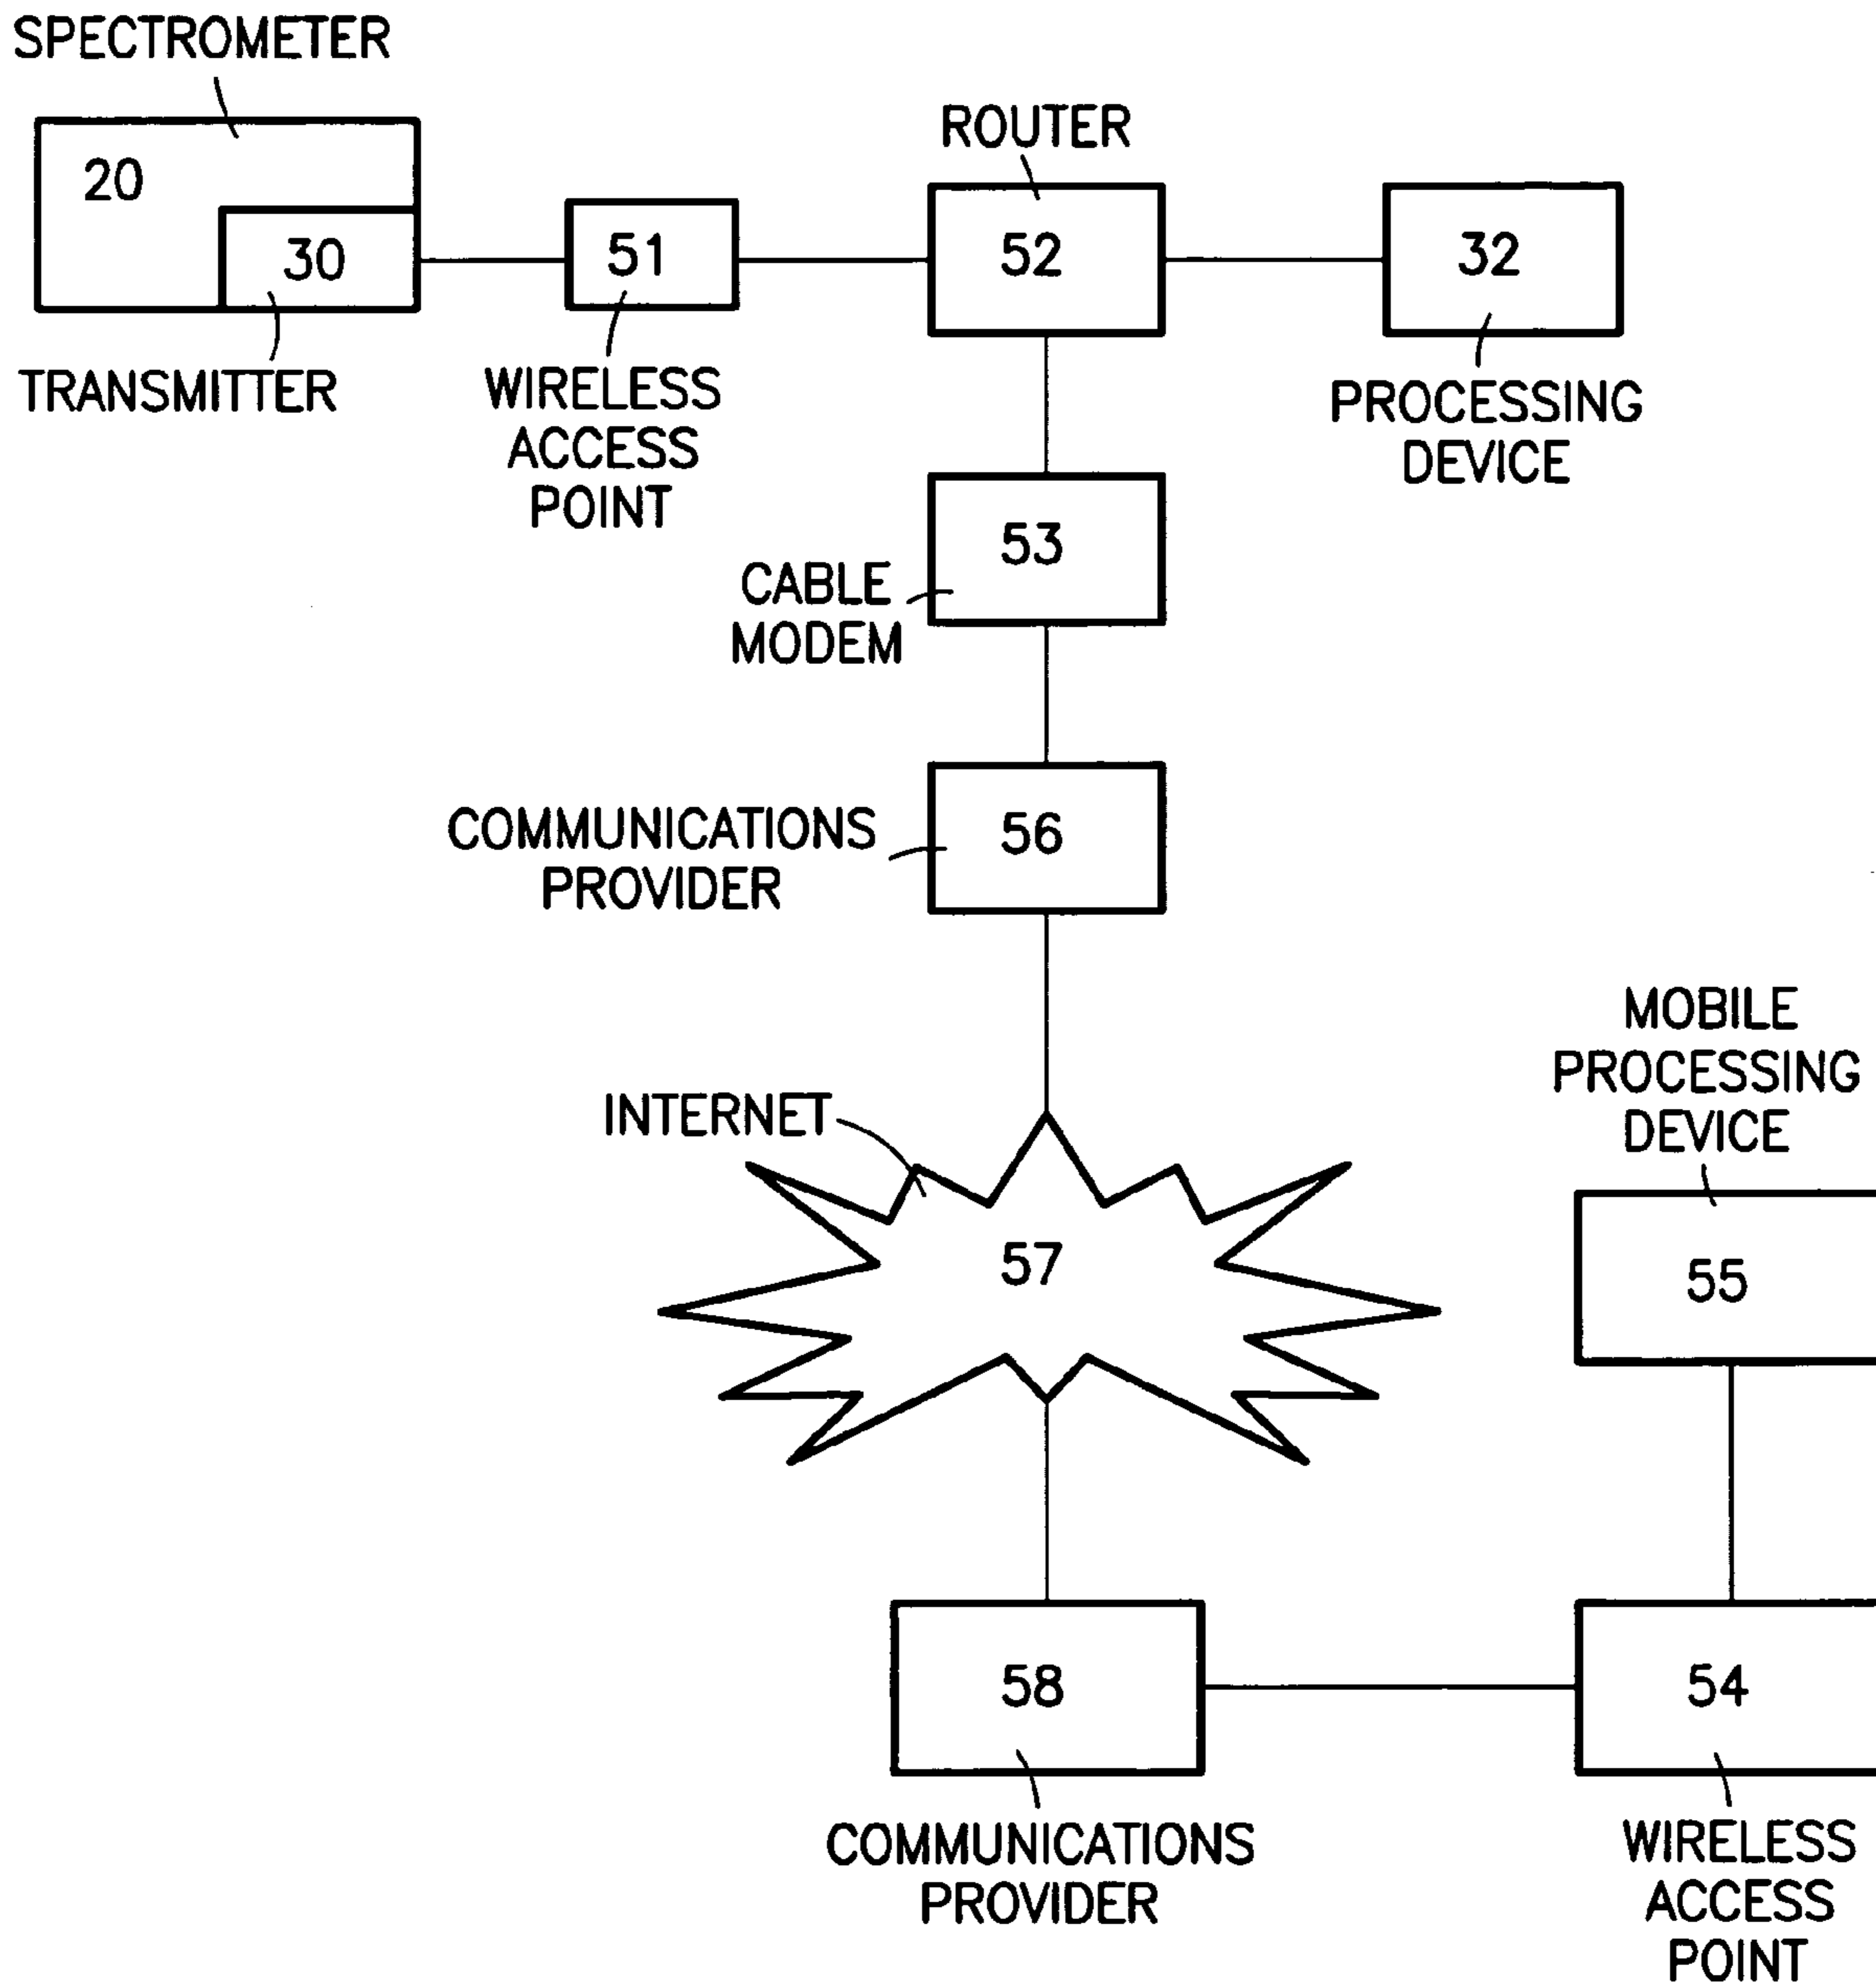 SPECTROMETER
20
30
TRANSMITTER
51
WIRELESS
ACCESS
POINT
ROUTER
52
32
PROCESSING
DEVICE
53
CABLE
MODEM
56
COMMUNICATIONS
PROVIDER
INTERNET
57
MOBILE
PROCESSING
DEVICE
55
58
COMMUNICATIONS
PROVIDER
54
WIRELESS
ACCESS
POINT